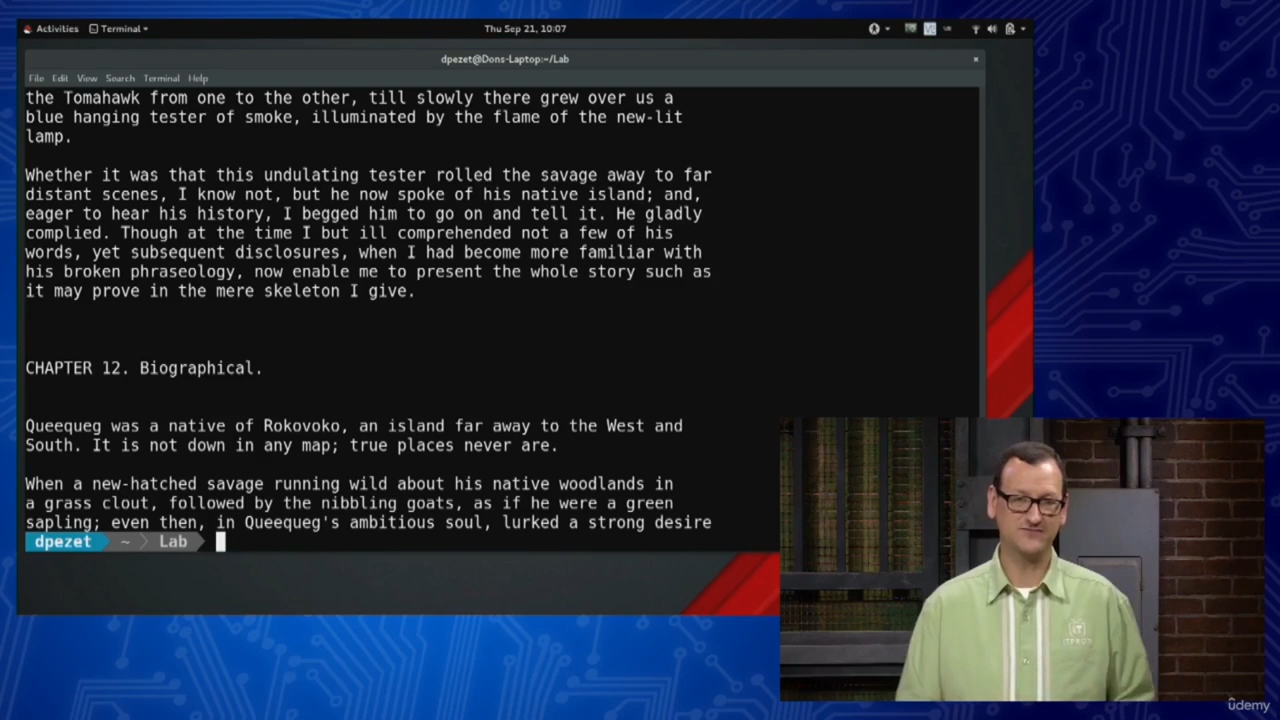 Activities Terminal Thu Sep 21, 10:07
dpezet@Dons-Laptop:~/Lab ×
File Edit View Search Terminal Help
the Tomahawk from one to the other, till slowly there grew over us a
blue hanging tester of smoke, illuminated by the flame of the new-lit
lamp.
Whether it was that this undulating tester rolled the savage away to far
distant scenes, I know not, but he now spoke of his native island; and,
eager to hear his history, I begged him to go on and tell it. He gladly
complied. Though at the time I but ill comprehended not a few of his
words, yet subsequent disclosures, when I had become more familiar with
his broken phraseology, now enable me to present the whole story such as
it may prove in the mere skeleton I give.
CHAPTER 12. Biographical.
Queequeg was a native of Rokovoko, an island far away to the West and
South. It is not down in any map; true places never are.
When a new-hatched savage running wild about his native woodlands in
a grass clout, followed by the nibbling goats, as if he were a green
sapling; even then, in Queequeg's ambitious soul, lurked a strong desire
dpezet ~ Lab
ITPROTV
udemy